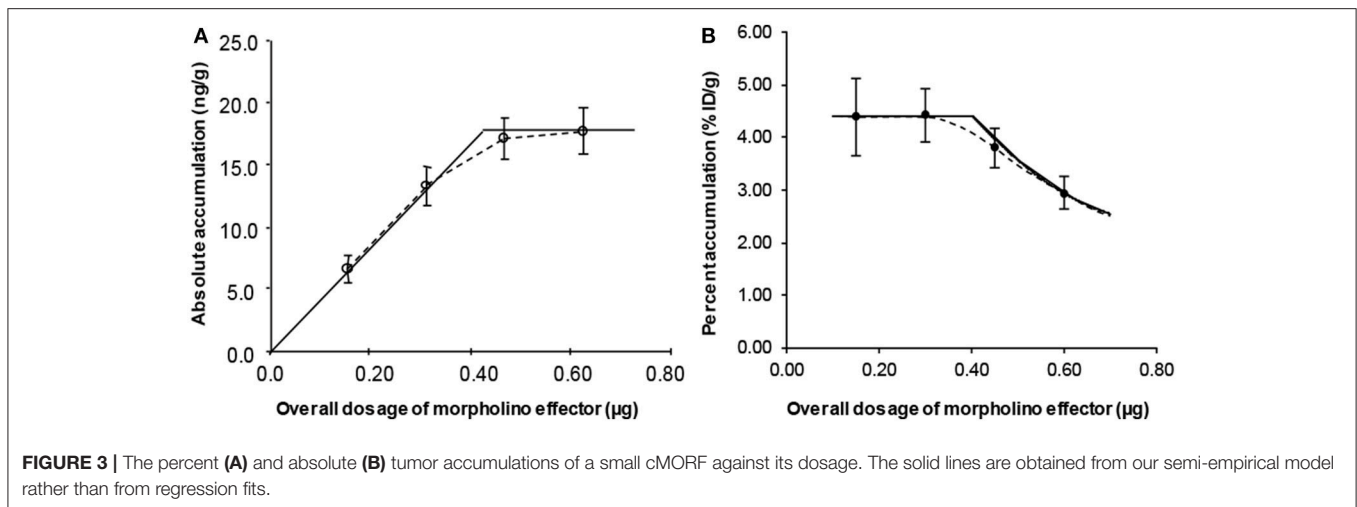 A
Absolute accumulation (ng/g)
25.0
20.0
15.0
10.0
5.0
0.0
0.0 0.20 0.40 0.60 0.80
Overall dosage of morpholino effector (µg)
B
Percent accumulation (% ID/g)
6.00
5.00
4.00
3.00
2.00
1.00
0.00
0.00 0.20 0.40 0.60 0.80
Overall dosage of morpholino effector (µg)
FIGURE 3 | The percent (A) and absolute (B) tumor accumulations of a small cMORF against its dosage. The solid lines are obtained from our semi-empirical model
rather than from regression fits.